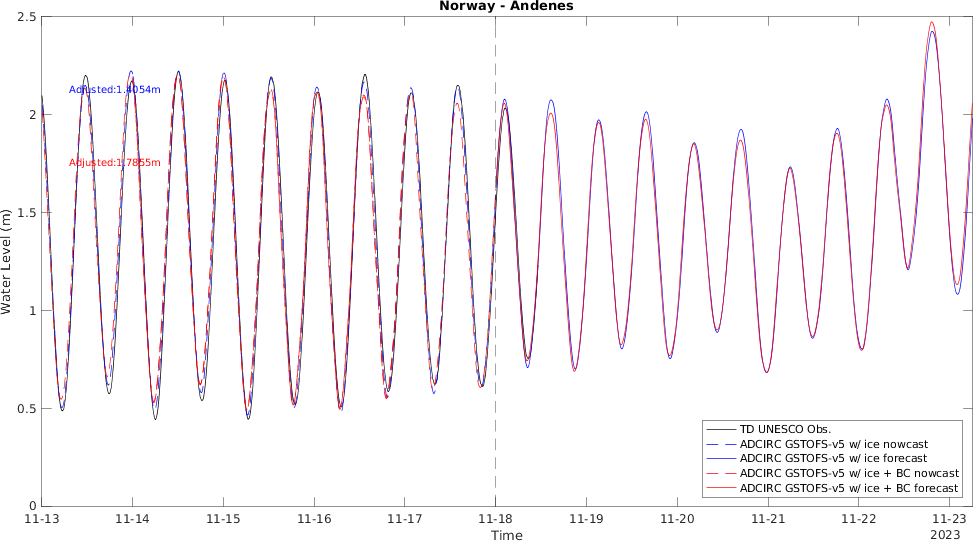 Norway - Andenes
2.5
2
1.5
1
0.5
0
Water Level (m)
Adjusted:1.4054m
Adjusted:1.7855m
TD UNESCO Obs.
ADCIRC GSTOFS-v5 w/ ice nowcast
ADCIRC GSTOFS-v5 w/ ice forecast
ADCIRC GSTOFS-v5 w/ ice + BC nowcast
ADCIRC GSTOFS-v5 w/ ice + BC forecast
11-13 11-14 11-15 11-16 11-17 11-18 11-19 11-20 11-21 11-22 11-23
2023
Time